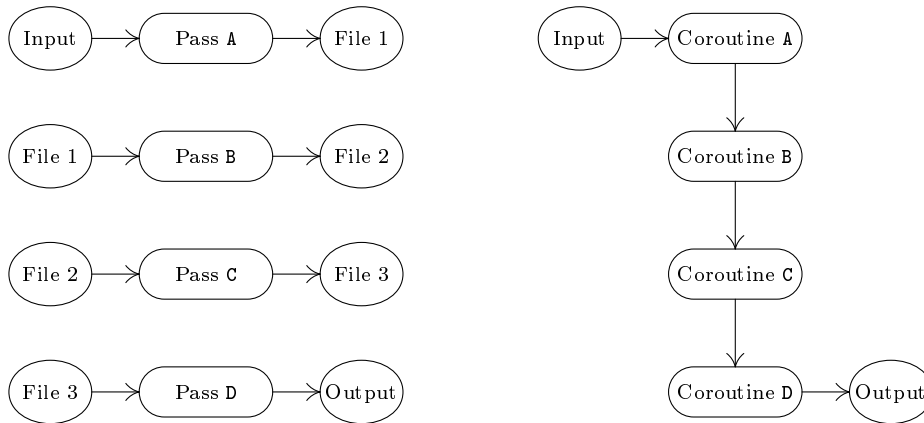 Input Pass A File 1 Input Coroutine A
File 1 Pass B File 2 Coroutine B
File 2 Pass C File 3 Coroutine C
File 3 Pass D Output Coroutine D Output